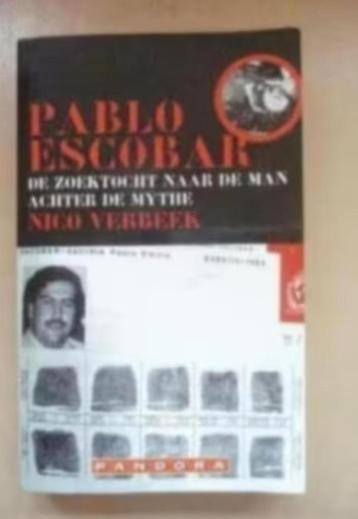 PABLO
ESCOBAR
DE ZOEKTOCHT NAAR DE MAN
ACHTER DE MYTHE
NICO VERBEEK
PANDORA